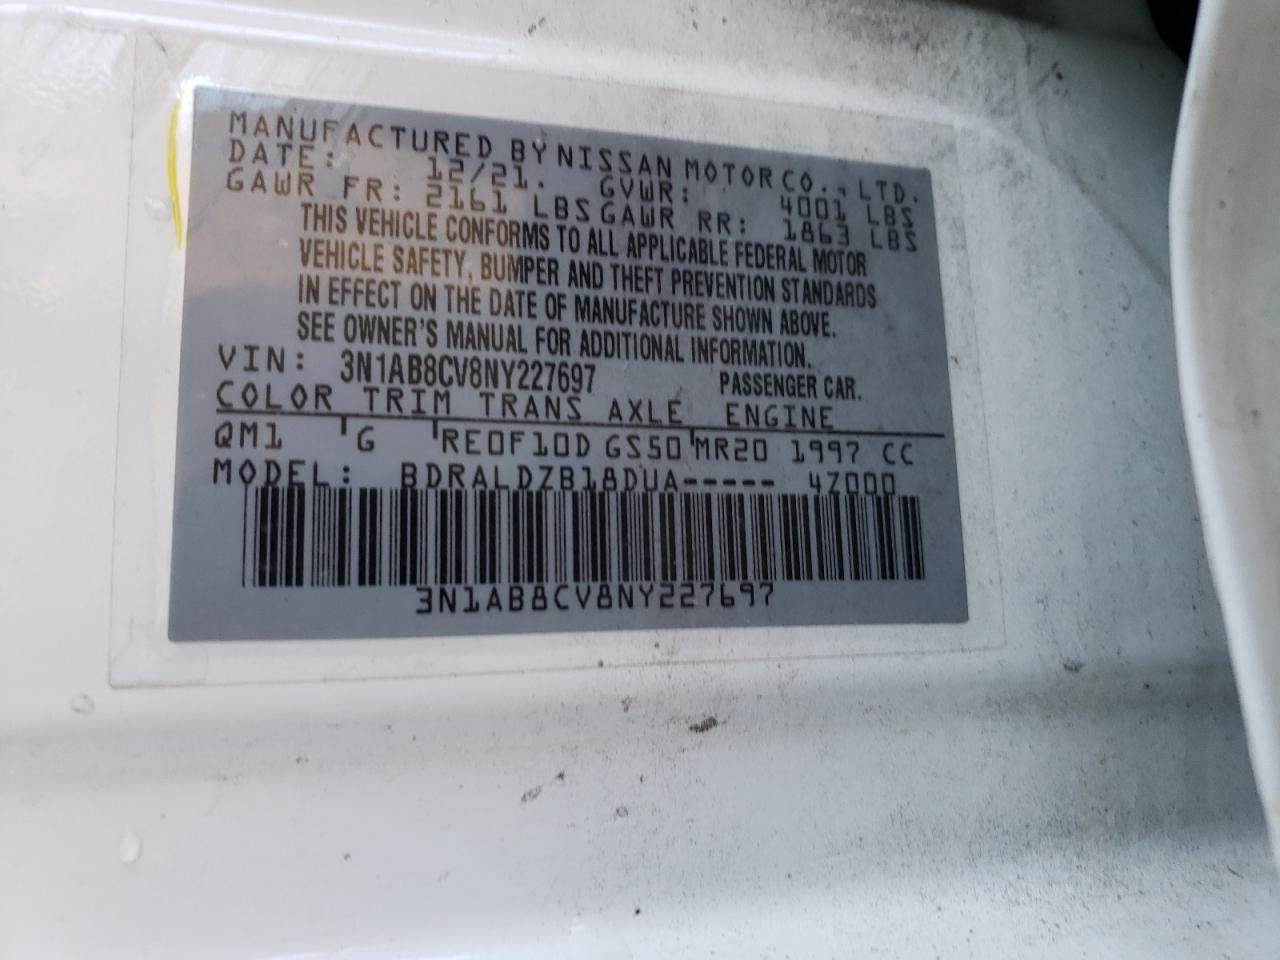 MANUFACTURED BY NISSAN MOTOR CO., LTD.
DATE: 12/21. GVWR: 4001 LBS
GAWR FR: 2161 LBS GAWR RR: 1863 LBS
THIS VEHICLE CONFORMS TO ALL APPLICABLE FEDERAL MOTOR
VEHICLE SAFETY, BUMPER AND THEFT PREVENTION STANDARDS
IN EFFECT ON THE DATE OF MANUFACTURE SHOWN ABOVE.
SEE OWNER'S MANUAL FOR ADDITIONAL INFORMATION.
VIN: 3N1AB8CV8NY227697 PASSENGER CAR.
COLOR TRIM TRANS AXLE ENGINE
QM1 G RE0F10D GS50 MR20 1997 CC
MODEL: BDRALDZB18DUA----- 4Z000
3N1AB8CV8NY227697